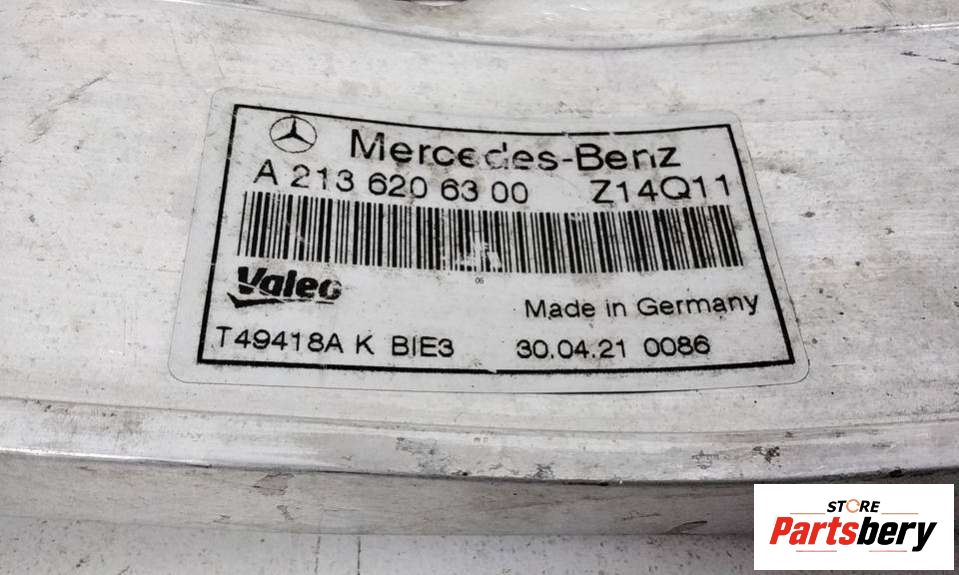 Mercedes-Benz
A 213 620 63 00 Z14Q11
06
Valeo
Made in Germany
T49418A K BIE3 30.04.21 0086
STORE
Partsbery